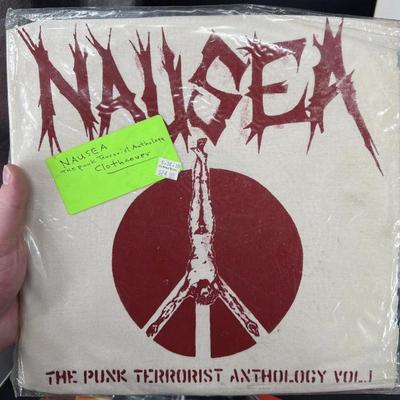 NAUSEA
NAUSEA
The punk Terrorist Anthology
Clothcover
THE PUNK TERRORIST ANTHOLOGY VOL.1